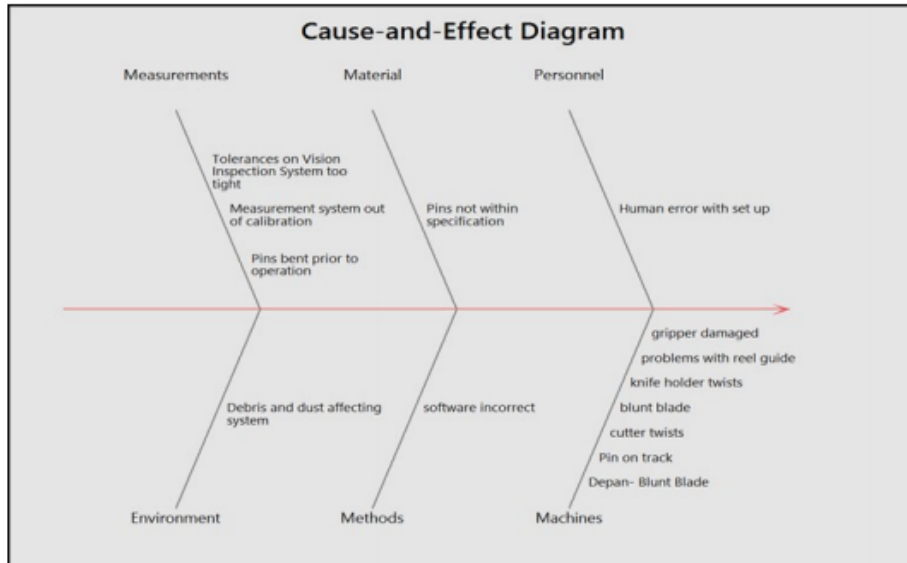 Cause-and-Effect Diagram
Measurements
Material
Personnel
Tolerances on Vision
Inspection System too
tight
Measurement system out
of calibration
Pins bent prior to
operation
Pins not within
specification
Human error with set up
Debris and dust affecting
system
software incorrect
gripper damaged
problems with reel guide
knife holder twists
blunt blade
cutter twists
Pin on track
Depan- Blunt Blade
Environment
Methods
Machines